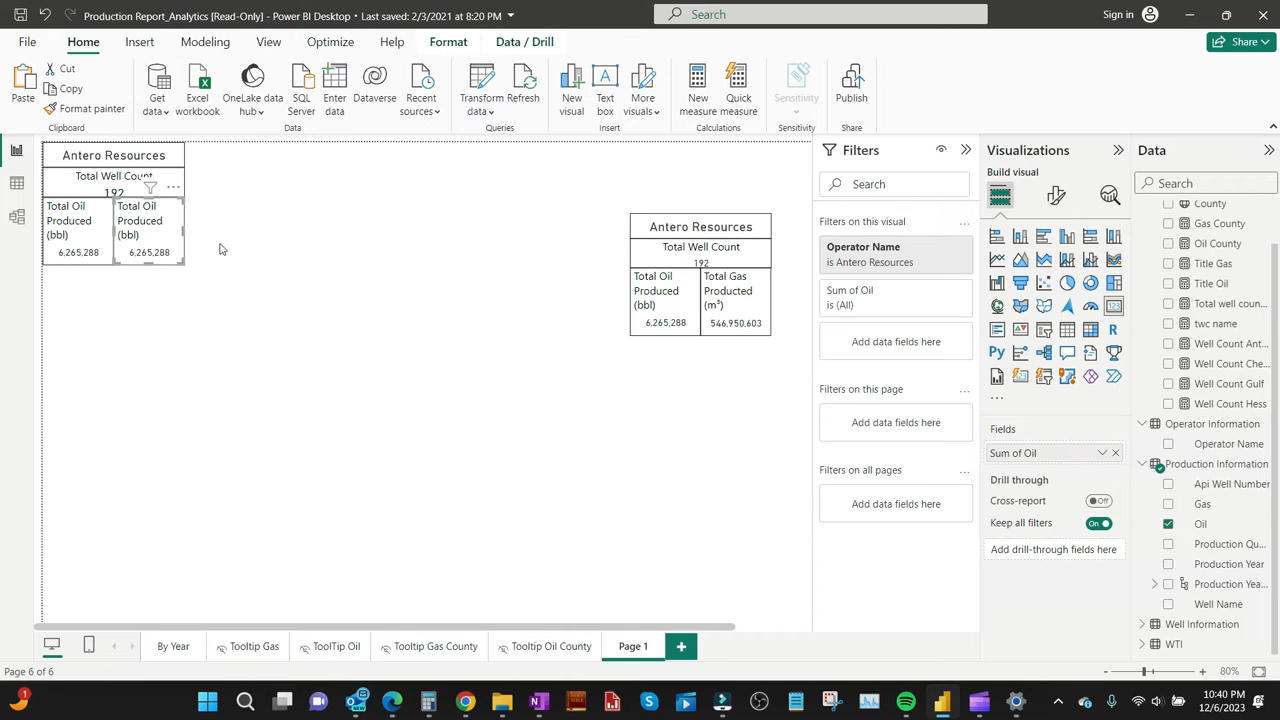 Production Report_Analytics [Read-Only] - Power BI Desktop • Last saved: 2/3/2021 at 8:20 PM
Search
Sign in
File
Home
Insert
Modeling
View
Optimize
Help
Format
Data / Drill
Share
Paste
Cut
Copy
Format painter
Get data
Excel workbook
OneLake data hub
SQL Server
Enter data
Dataverse
Recent sources
Transform data
Refresh
New visual
Text box
More visuals
New measure
Quick measure
Sensitivity
Publish
Clipboard
Data
Queries
Insert
Calculations
Sensitivity
Share
Antero Resources
Total Well Count
192
Total Oil
Produced
(bbl)
6,265,288
Total Oil
Produced
(bbl)
6,265,288
Antero Resources
Total Well Count
192
Total Oil
Produced
(bbl)
6,265,288
Total Gas
Producted
(m³)
546,950,603
Filters
Search
Filters on this visual
Operator Name
is Antero Resources
Sum of Oil
is (All)
Add data fields here
Filters on this page
Add data fields here
Filters on all pages
Add data fields here
Visualizations
Build visual
R
Py
123
Fields
Sum of Oil
Drill through
Cross-report
Off
Keep all filters
On
Add drill-through fields here
Data
Search
County
Gas County
Oil County
Title Gas
Title Oil
Total well coun...
twc name
Well Count Ant...
Well Count Che...
Well Count Gulf
Well Count Hess
Operator Information
Operator Name
Production Information
Api Well Number
Gas
Oil
Production Qu...
Production Year
Production Yea...
Well Name
Well Information
WTI
By Year
Tooltip Gas
ToolTip Oil
Tooltip Gas County
Tooltip Oil County
Page 1
Page 6 of 6
80%
1
10:40 PM
12/6/2023